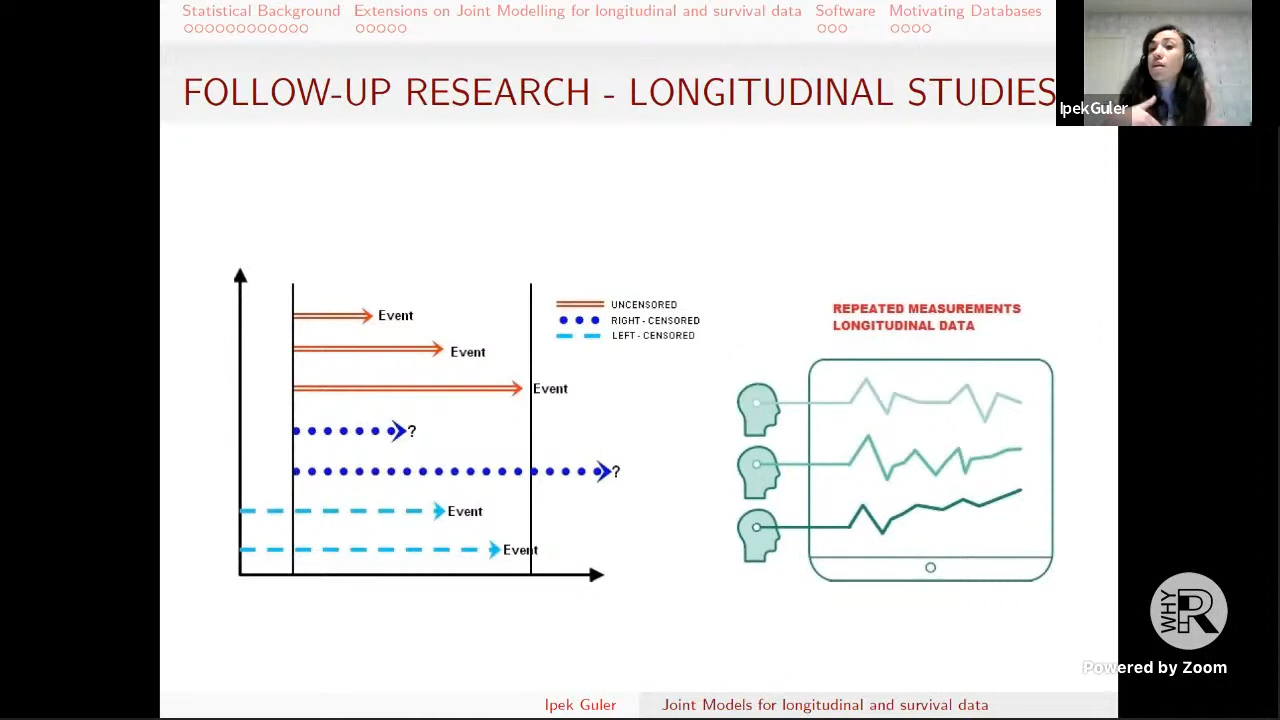 Statistical Background Extensions on Joint Modelling for longitudinal and survival data Software Motivating Databases
FOLLOW-UP RESEARCH - LONGITUDINAL STUDIES
IpekGuler
Event
Event
Event
?
?
Event
Event
UNCENSORED
RIGHT - CENSORED
LEFT - CENSORED
REPEATED MEASUREMENTS
LONGITUDINAL DATA
WHY R
Powered by Zoom
Ipek Guler Joint Models for longitudinal and survival data